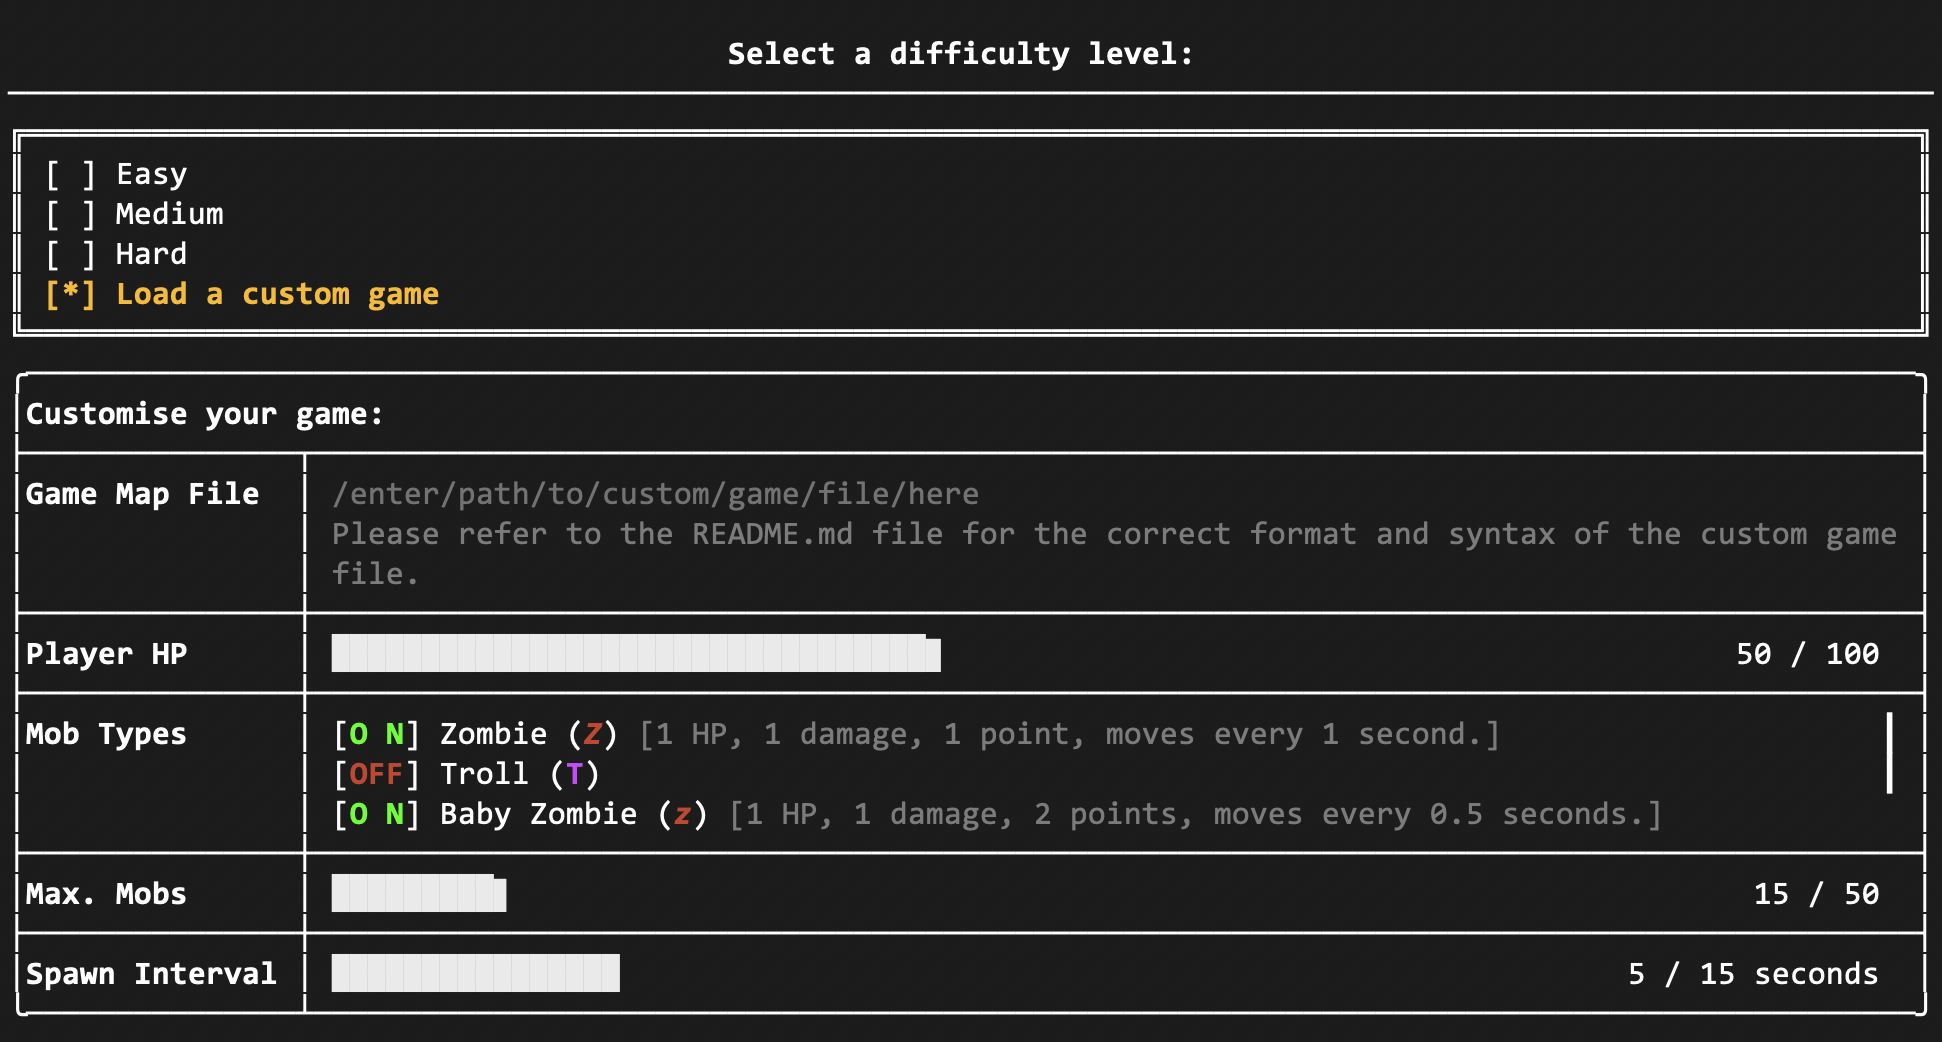 Select a difficulty level:
[ ] Easy
[ ] Medium
[ ] Hard
[*] Load a custom game
Customise your game:
Game Map File
/enter/path/to/custom/game/file/here
Please refer to the README.md file for the correct format and syntax of the custom game
file.
Player HP
50 / 100
Mob Types
[O N] Zombie (Z) [1 HP, 1 damage, 1 point, moves every 1 second.]
[OFF] Troll (T)
[O N] Baby Zombie (z) [1 HP, 1 damage, 2 points, moves every 0.5 seconds.]
Max. Mobs
15 / 50
Spawn Interval
5 / 15 seconds